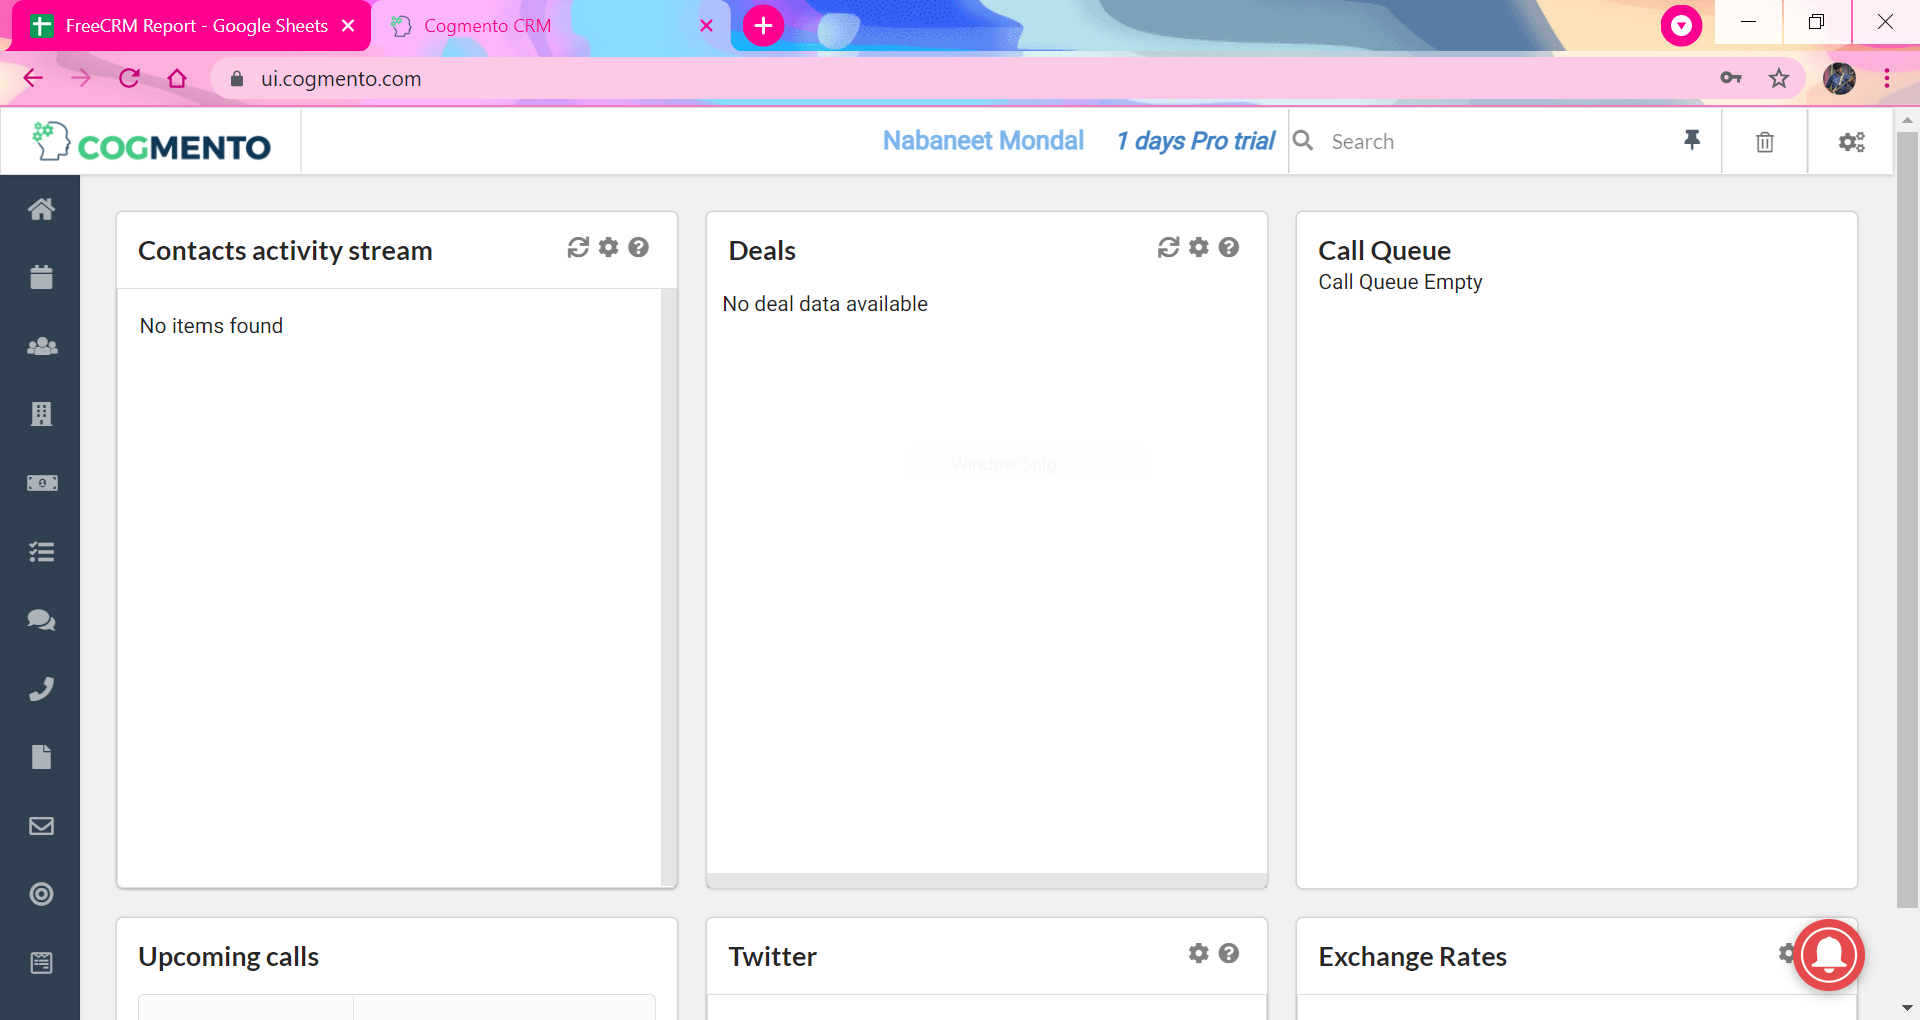 FreeCRM Report - Google Sheets
Cogmento CRM
ui.cogmento.com
COGMENTO
Nabaneet Mondal
1 days Pro trial
Search
Contacts activity stream
No items found
Deals
No deal data available
Window Snip
Call Queue
Call Queue Empty
Upcoming calls
Twitter
Exchange Rates